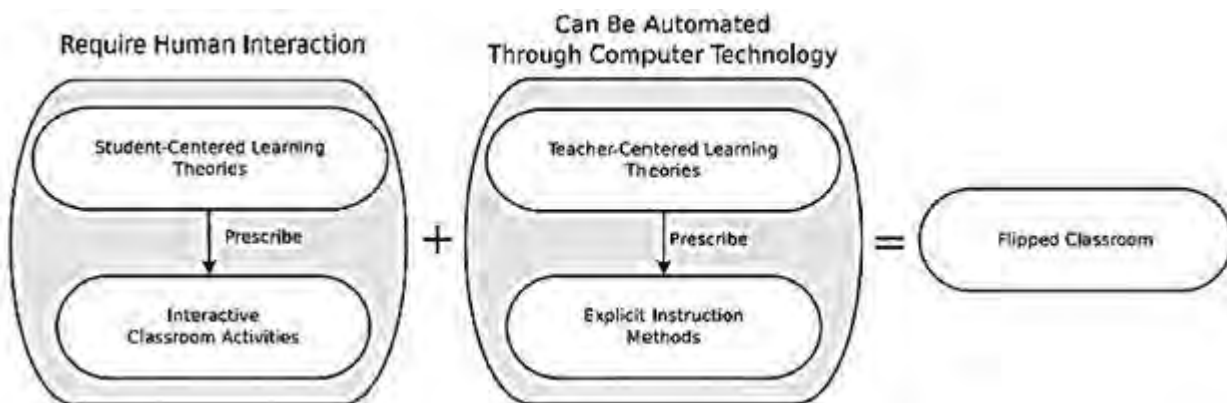 Require Human Interaction
Can Be Automated
Through Computer Technology
Student-Centered Learning
Theories
Prescribe
Interactive
Classroom Activities
+
Teacher-Centered Learning
Theories
Prescribe
Explicit Instruction
Methods
=
Flipped Classroom